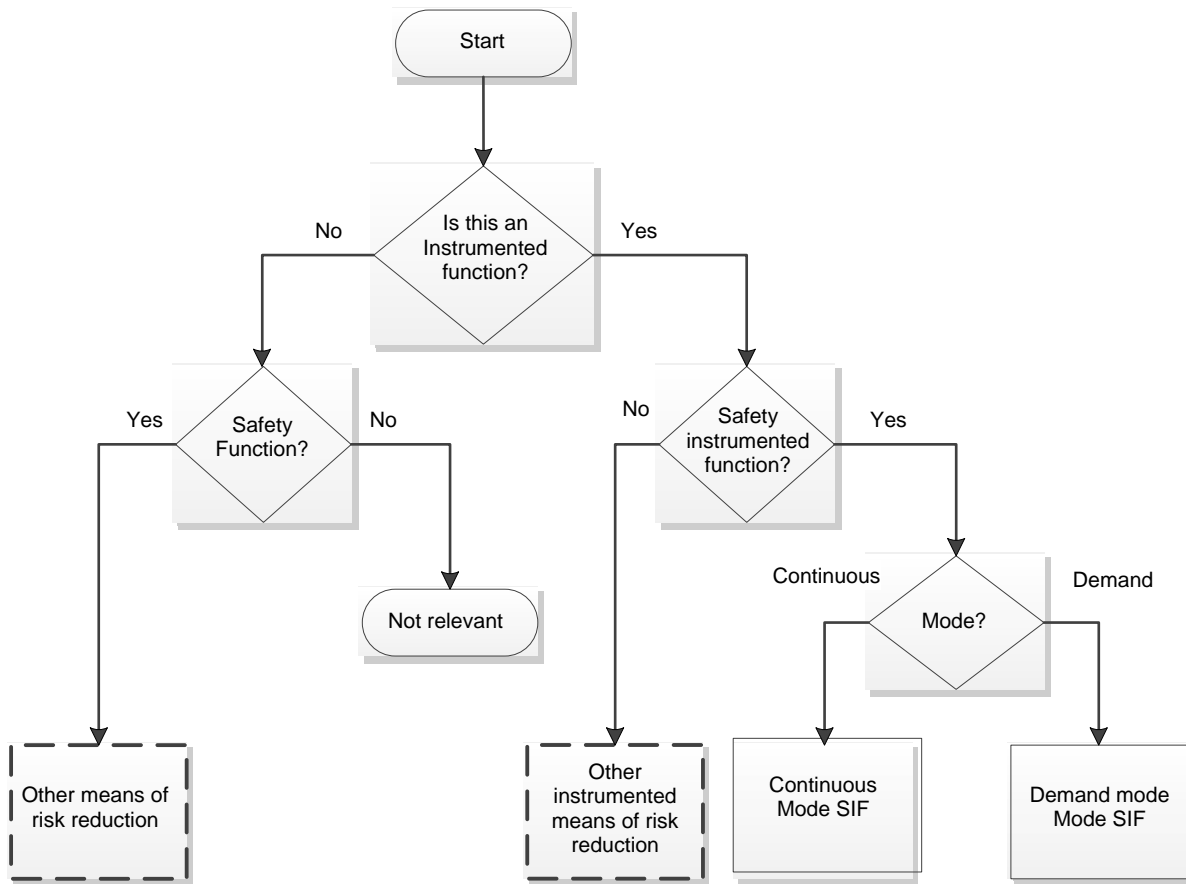 Start
Is this an
Instrumented
function?
No
Yes
Safety
Function?
Yes
No
Safety
instrumented
function?
No
Yes
Not relevant
Continuous
Demand
Mode?
Other means of
risk reduction
Other
instrumented
means of risk
reduction
Continuous
Mode SIF
Demand mode
Mode SIF